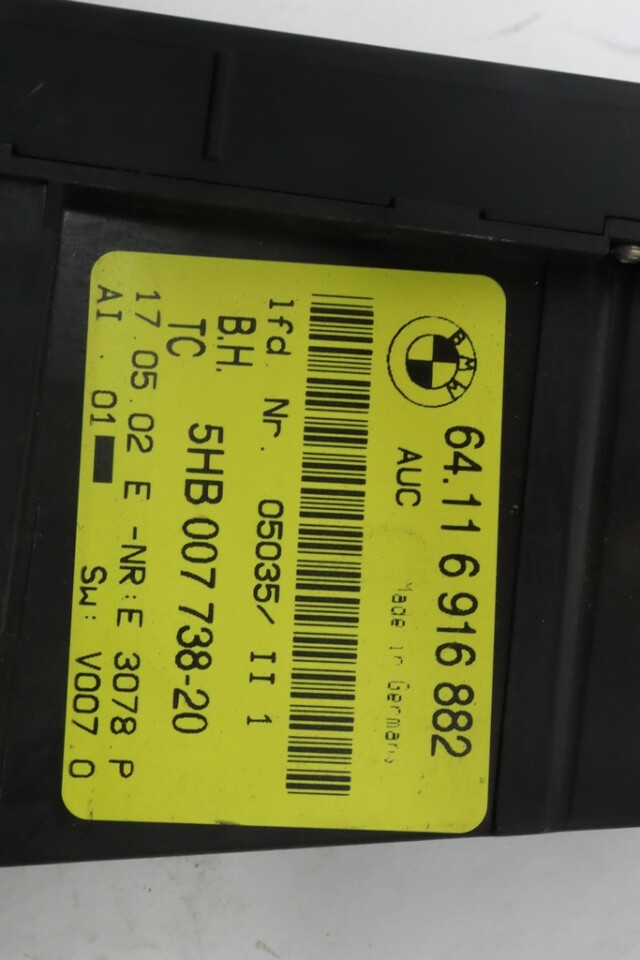 BMW
64.11 6 916 882
AUC
Made in Germany
lfd. Nr. 05035/ II 1
B.H.
TC 5HB 007 738-20
17 05.02 E -NR:E 3078 P
AI . 01 Sw: V007 0